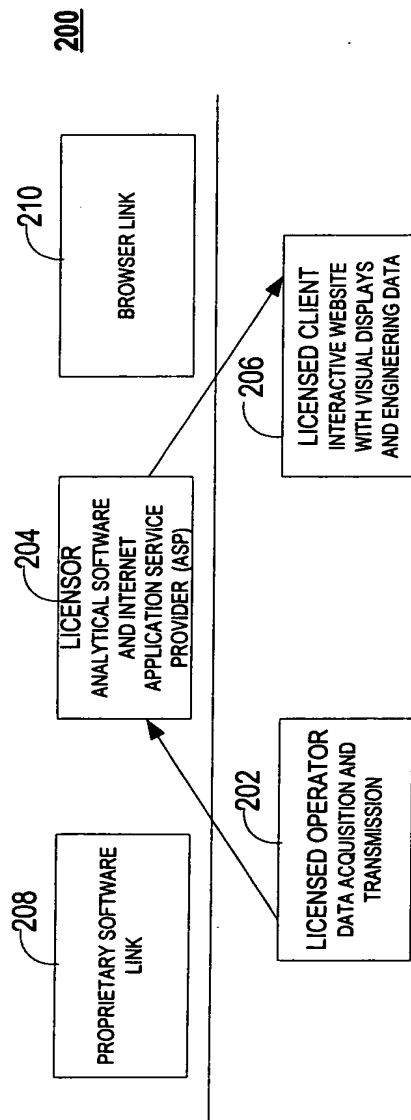 200
208
PROPRIETARY SOFTWARE
LINK
204
LICENSOR
ANALYTICAL SOFTWARE
AND INTERNET
APPLICATION SERVICE
PROVIDER (ASP)
210
BROWSER LINK
202
LICENSED OPERATOR
DATA ACQUISITION AND
TRANSMISSION
206
LICENSED CLIENT
INTERACTIVE WEBSITE
WITH VISUAL DISPLAYS
AND ENGINEERING DATA